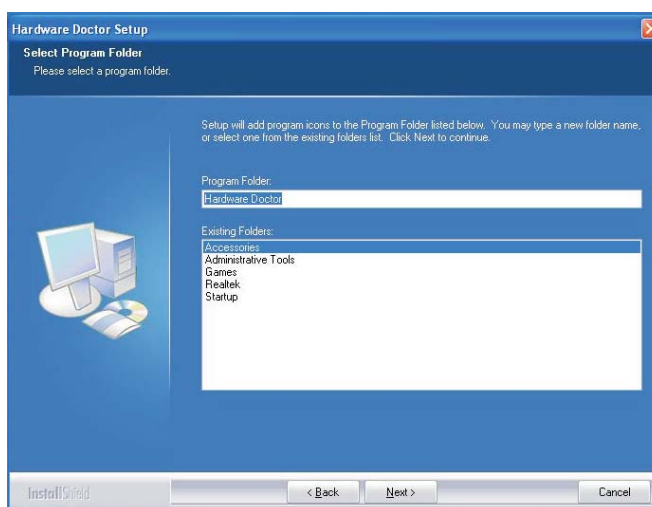 Hardware Doctor Setup
Select Program Folder
Please select a program folder.
Setup will add program icons to the Program Folder listed below. You may type a new folder name,
or select one from the existing folders list. Click Next to continue.
Program Folder:
Hardware Doctor
Existing Folders:
Accessories
Administrative Tools
Games
Realtek
Startup
InstallShield
< Back
Next >
Cancel